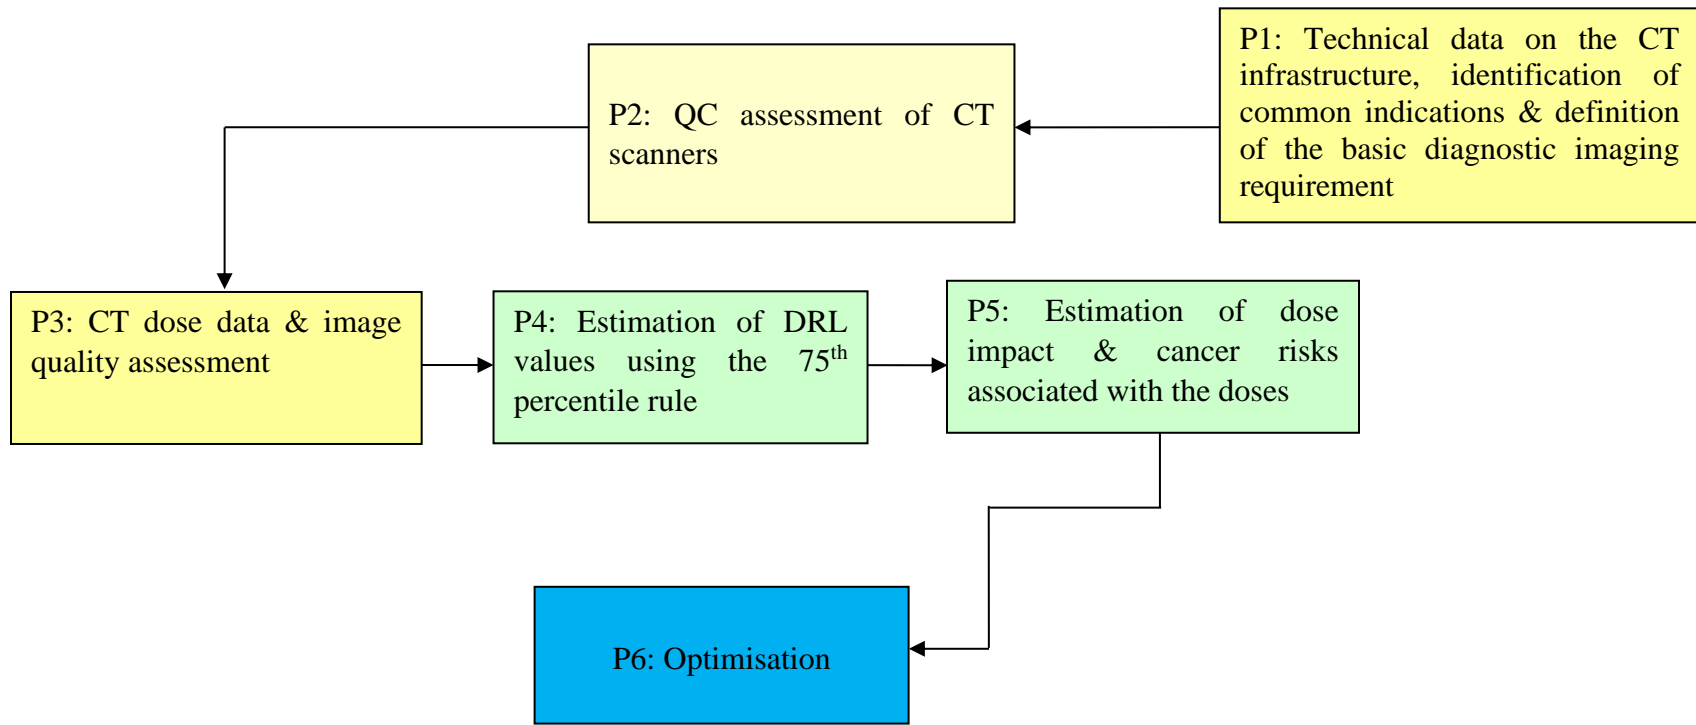 P1: Technical data on the CT
infrastructure, identification of
common indications & definition
of the basic diagnostic imaging
requirement
P2: QC assessment of CT
scanners
P3: CT dose data & image
quality assessment
P4: Estimation of DRL
values using the 75th
percentile rule
P5: Estimation of dose
impact & cancer risks
associated with the doses
P6: Optimisation